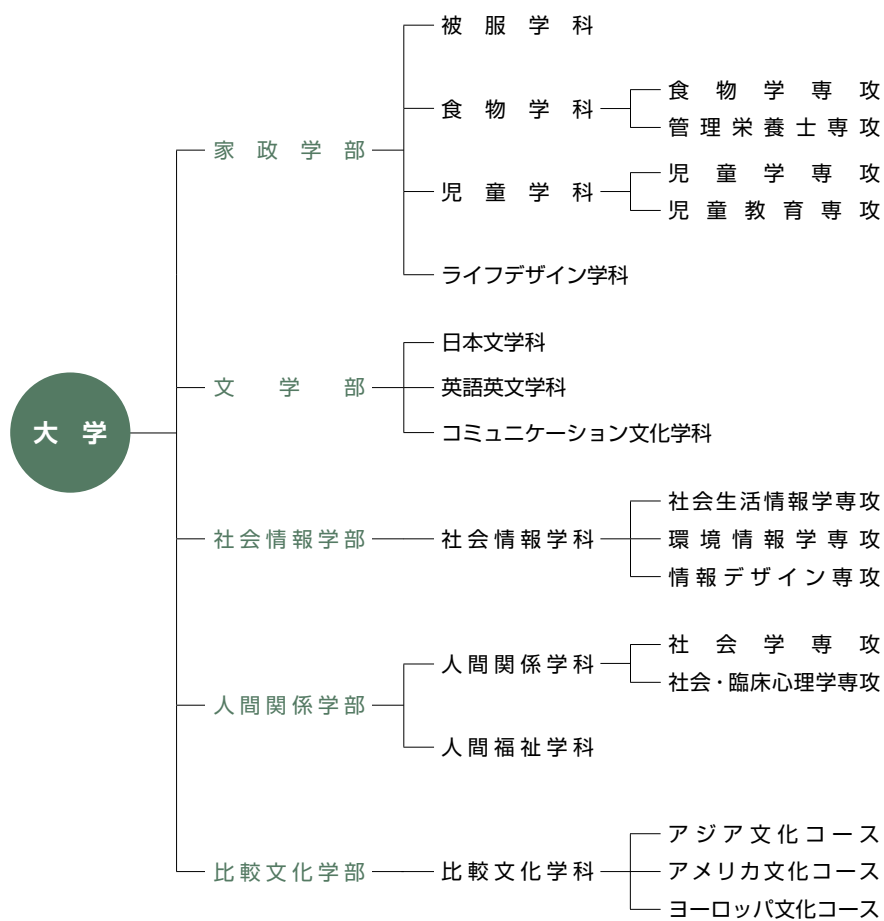 大学
家政学部
被服学科
食物学科
食物学専攻
管理栄養士専攻
児童学科
児童学専攻
児童教育専攻
ライフデザイン学科
文学部
日本文学科
英語英文学科
コミュニケーション文化学科
社会情報学部
社会情報学科
社会生活情報学専攻
環境情報学専攻
情報デザイン専攻
人間関係学部
人間関係学科
社会学専攻
社会・臨床心理学専攻
人間福祉学科
比較文化学部
比較文化学科
アジア文化コース
アメリカ文化コース
ヨーロッパ文化コース